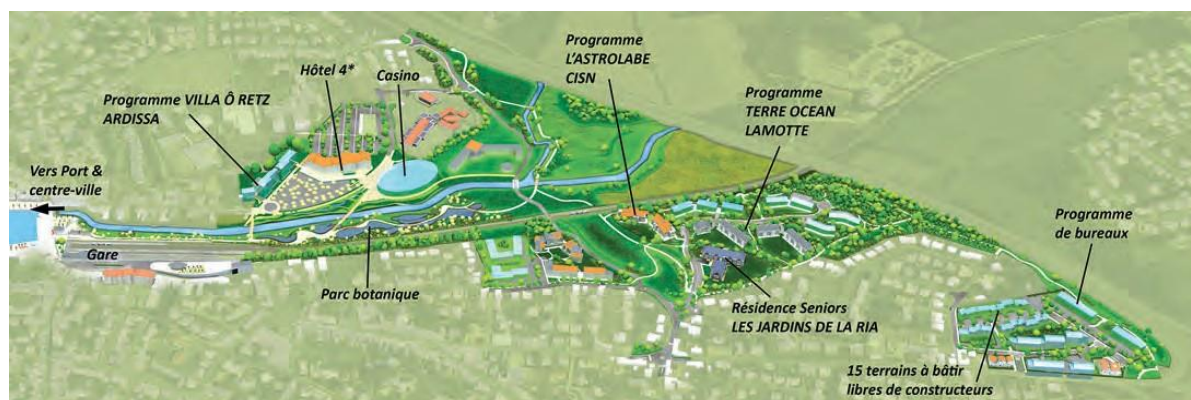 Programme
L'ASTROLABE
CISN
Hôtel 4*
Casino
Programme VILLA Ô RETZ
ARDISSA
Programme
TERRE OCEAN
LAMOTTE
Vers Port &
centre-ville
Programme
de bureaux
Gare
Parc botanique
Résidence Seniors
LES JARDINS DE LA RIA
15 terrains à bâtir
libres de constructeurs